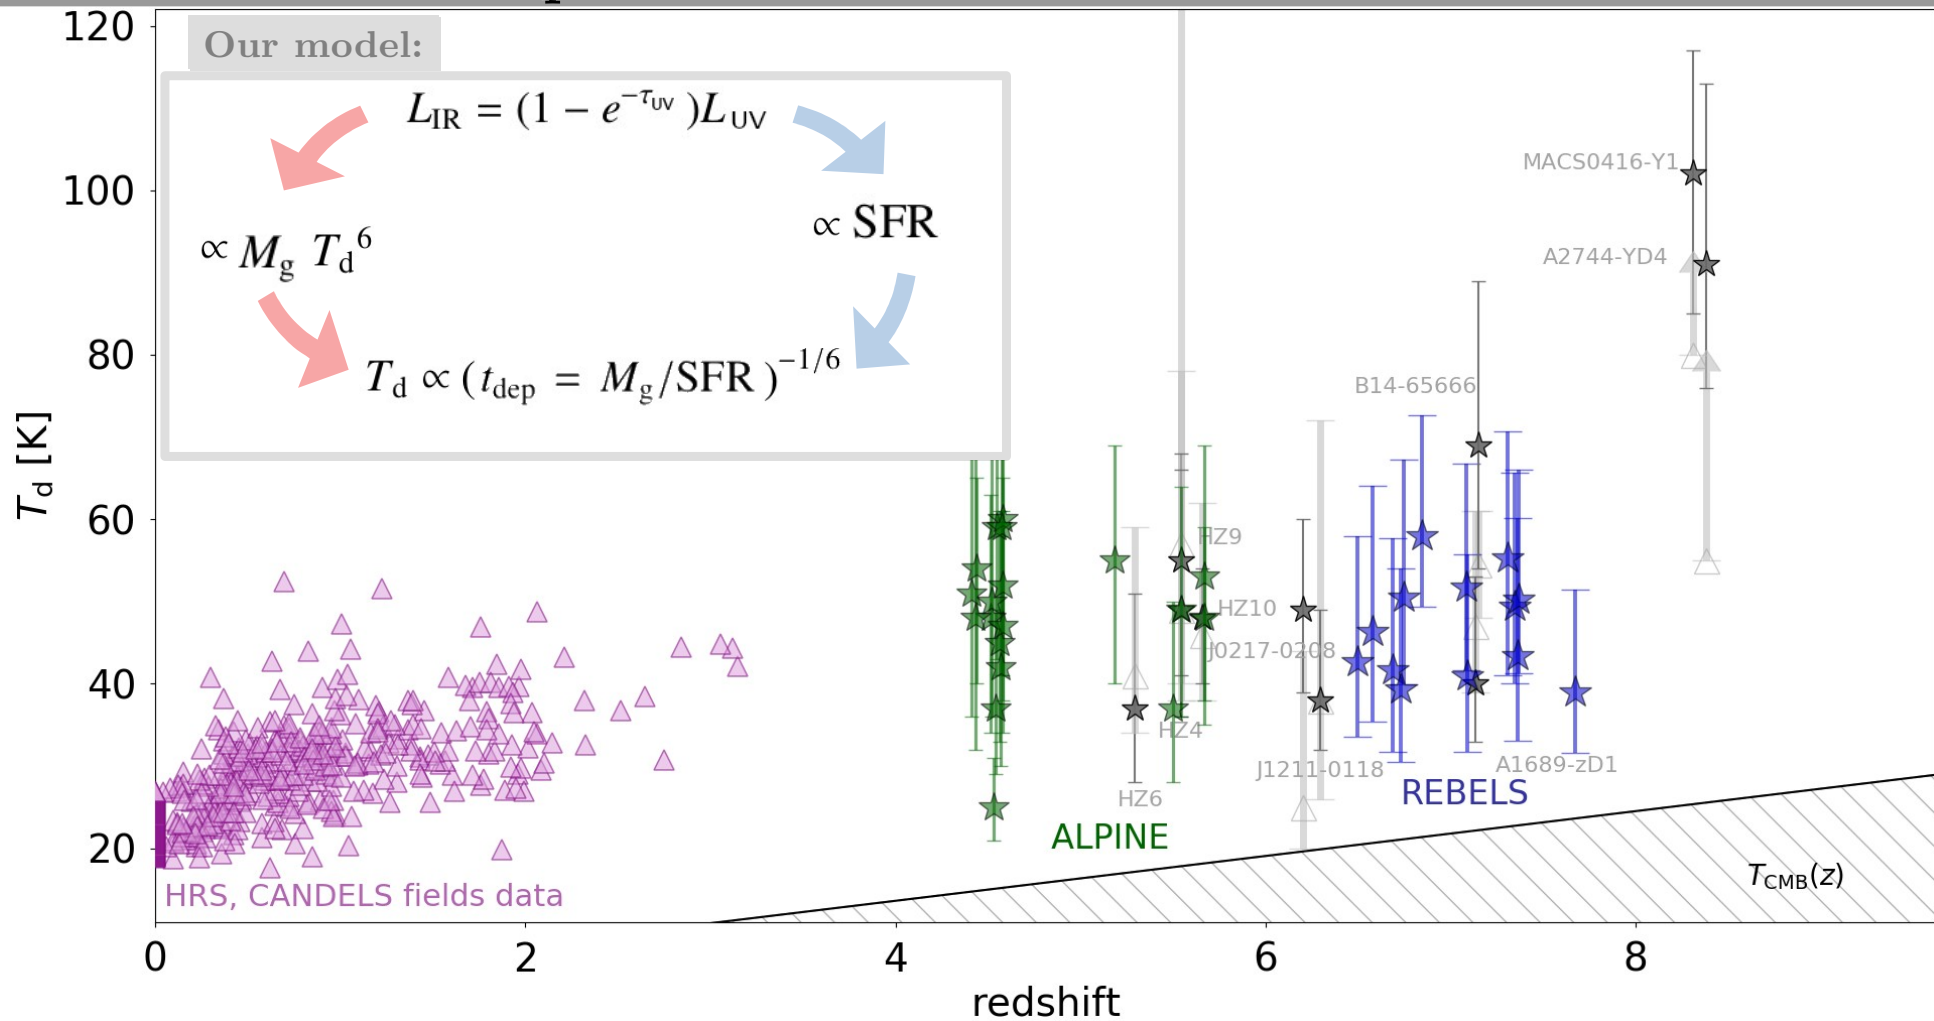 Our model:
L_IR = (1 − e^{−τ_UV})L_UV
∝ M_g T_d^6
∝ SFR
T_d ∝ (t_dep = M_g/SFR)^{−1/6}
MACS0416-Y1
A2744-YD4
B14-65666
HZ9
HZ10
J0217-0208
HZ4
J1211-0118
A1689-zD1
HZ6
REBELS
ALPINE
HRS, CANDELS fields data
T_CMB(z)
T_d [K]
120
100
80
60
40
20
0 2 4 6 8
redshift